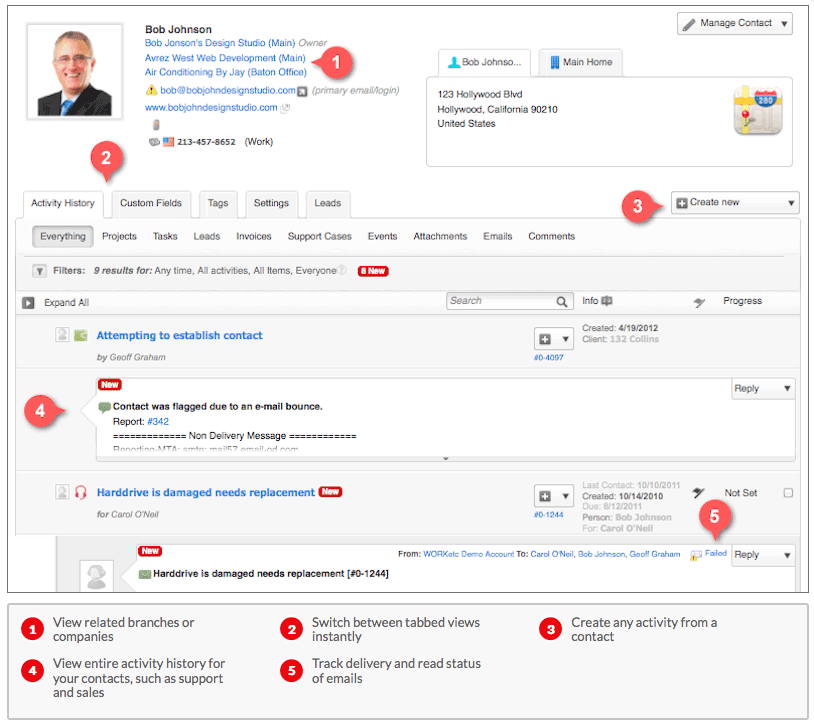 Bob Johnson
Bob Jonson's Design Studio (Main) Owner
Avrez West Web Development (Main)
Air Conditioning By Jay (Baton Office)
bob@bobjohndesignstudio.com (primary email/login)
www.bobjohndesignstudio.com
213-457-8652 (Work)
1
Manage Contact
Bob Johnso...
Main Home
123 Hollywood Blvd
Hollywood, California 90210
United States
280
2
Activity History
Custom Fields
Tags
Settings
Leads
3
Create new
Everything
Projects
Tasks
Leads
Invoices
Support Cases
Events
Attachments
Emails
Comments
Filters: 9 results for: Any time, All activities, All Items, Everyone
8 New
Expand All
Search
Info
Progress
Attempting to establish contact
by Geoff Graham
#0-4097
Created: 4/19/2012
Client: 132 Collins
4
New
Reply
Contact was flagged due to an e-mail bounce.
Report: #342
============= Non Delivery Message ============
Reporting-MTA: smtp; mail57.email-od.com
Harddrive is damaged needs replacement New
for Carol O'Neil
#0-1244
Last Contact: 10/10/2011
Created: 10/14/2010
Due: 8/12/2011
Person: Bob Johnson
For: Carol O'Neil
Not Set
5
New
From: WORKetc Demo Account To: Carol O'Neil, Bob Johnson, Geoff Graham
Failed
Reply
Harddrive is damaged needs replacement [#0-1244]
1 View related branches or
companies
2 Switch between tabbed views
instantly
3 Create any activity from a
contact
4 View entire activity history for
your contacts, such as support
and sales
5 Track delivery and read status
of emails